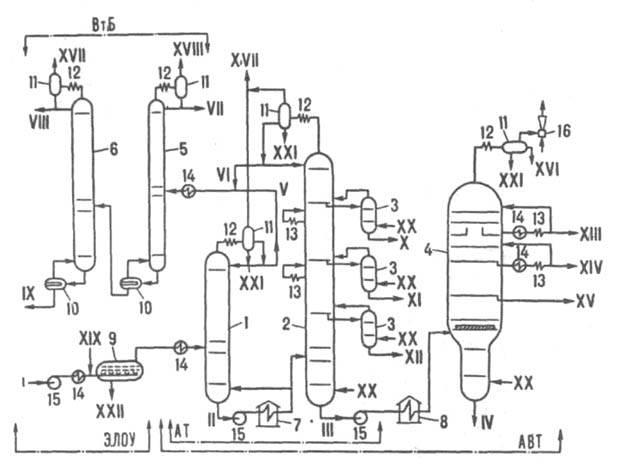 ВтБ
XVII
XVIII
XVII
11
12
12
11
VIII
VII
11
12
12
11
16
6
5
XXI
XXI
XVI
VI
V
14
3
14
13
XX
XIII
12
11
13
X
4
14
XIV
3
13
XX
13
XV
IX
10
10
XXI
13
XI
1
2
3
XIX
9
14
XX
XII
I
15
14
XXII
XX
XX
II
15
7
III
15
8
IV
ЭЛОУ
АТ
АВТ